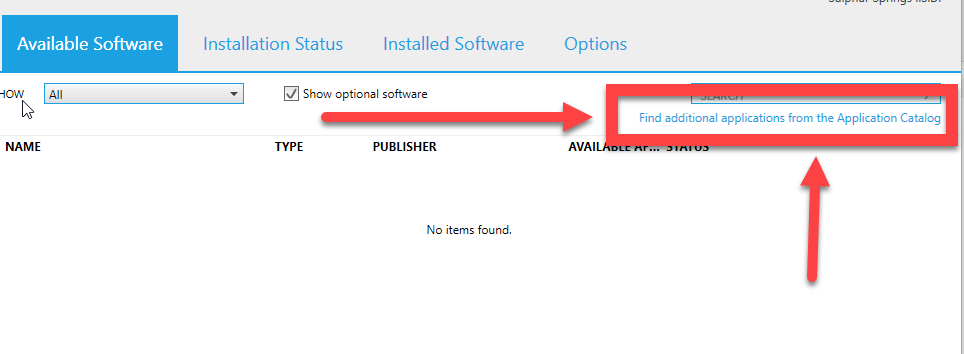 Available Software Installation Status Installed Software Options
HOW All Show optional software SEARCH
Find additional applications from the Application Catalog
NAME TYPE PUBLISHER AVAILABLE AF... STATUS
No items found.